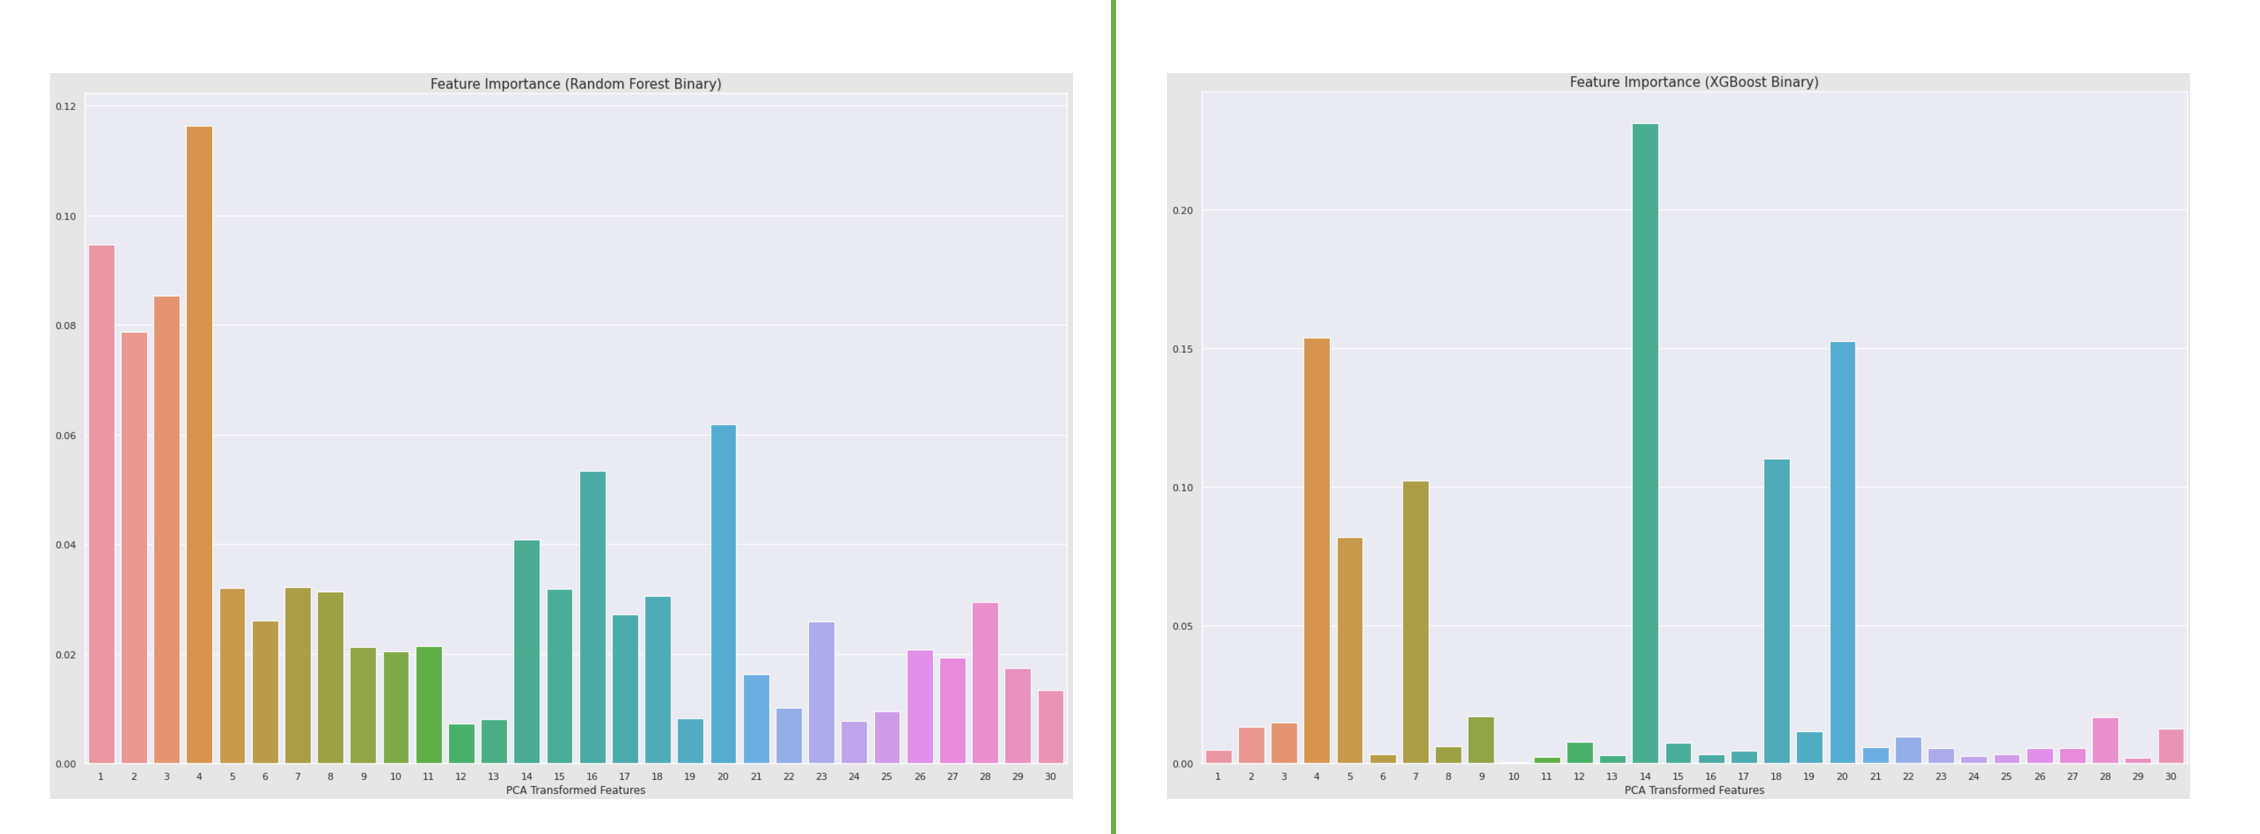 Feature Importance (Random Forest Binary)
0.12
0.10
0.08
0.06
0.04
0.02
0.00
1 2 3 4 5 6 7 8 9 10 11 12 13 14 15 16 17 18 19 20 21 22 23 24 25 26 27 28 29 30
PCA Transformed Features
Feature Importance (XGBoost Binary)
0.20
0.15
0.10
0.05
0.00
1 2 3 4 5 6 7 8 9 10 11 12 13 14 15 16 17 18 19 20 21 22 23 24 25 26 27 28 29 30
PCA Transformed Features